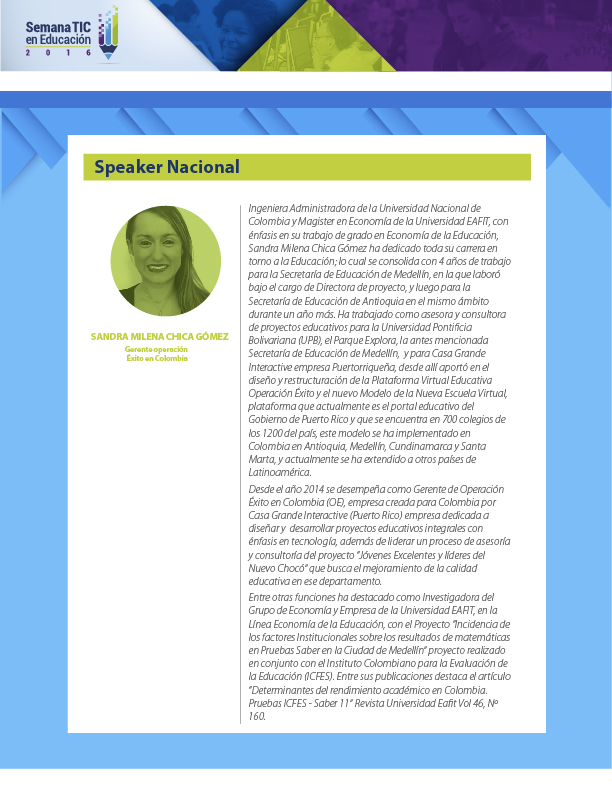 Semana TIC
en Educación
2 0 1 6
Speaker Nacional
SANDRA MILENA CHICA GÓMEZ
Gerente operación
Éxito en Colombia
Ingeniera Administradora de la Universidad Nacional de
Colombia y Magister en Economía de la Universidad EAFIT, con
énfasis en su trabajo de grado en Economía de la Educación,
Sandra Milena Chica Gómez ha dedicado toda su carrera en
torno a la Educación; lo cual se consolida con 4 años de trabajo
para la Secretaría de Educación de Medellín, en la que laboró
bajo el cargo de Directora de proyecto, y luego para la
Secretaría de Educación de Antioquia en el mismo ámbito
durante un año más. Ha trabajado como asesora y consultora
de proyectos educativos para la Universidad Pontificia
Bolivariana (UPB), el Parque Explora, la antes mencionada
Secretaría de Educación de Medellín, y para Casa Grande
Interactive empresa Puertorriqueña, desde allí aportó en el
diseño y restructuración de la Plataforma Virtual Educativa
Operación Éxito y el nuevo Modelo de la Nueva Escuela Virtual,
plataforma que actualmente es el portal educativo del
Gobierno de Puerto Rico y que se encuentra en 700 colegios de
los 1200 del país, este modelo se ha implementado en
Colombia en Antioquia, Medellín, Cundinamarca y Santa
Marta, y actualmente se ha extendido a otros países de
Latinoamérica.
Desde el año 2014 se desempeña como Gerente de Operación
Éxito en Colombia (OE), empresa creada para Colombia por
Casa Grande Interactive (Puerto Rico) empresa dedicada a
diseñar y desarrollar proyectos educativos integrales con
énfasis en tecnología, además de liderar un proceso de asesoría
y consultoría del proyecto "Jóvenes Excelentes y líderes del
Nuevo Chocó" que busca el mejoramiento de la calidad
educativa en ese departamento.
Entre otras funciones ha destacado como Investigadora del
Grupo de Economía y Empresa de la Universidad EAFIT, en la
Línea Economía de la Educación, con el Proyecto "Incidencia de
los factores Institucionales sobre los resultados de matemáticas
en Pruebas Saber en la Ciudad de Medellín" proyecto realizado
en conjunto con el Instituto Colombiano para la Evaluación de
la Educación (ICFES). Entre sus publicaciones destaca el artículo
"Determinantes del rendimiento académico en Colombia.
Pruebas ICFES - Saber 11" Revista Universidad Eafit Vol 46, Nº
160.